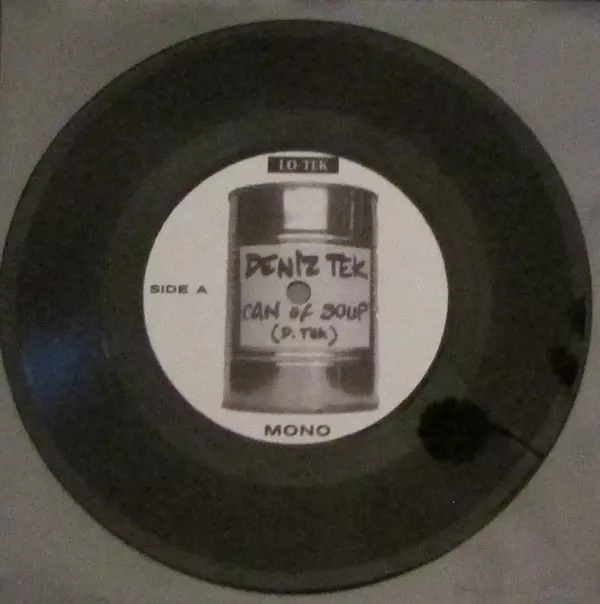 LO-TEK
DENIZ TEK
SIDE A
CAN of SOUP
(D. TEK)
MONO